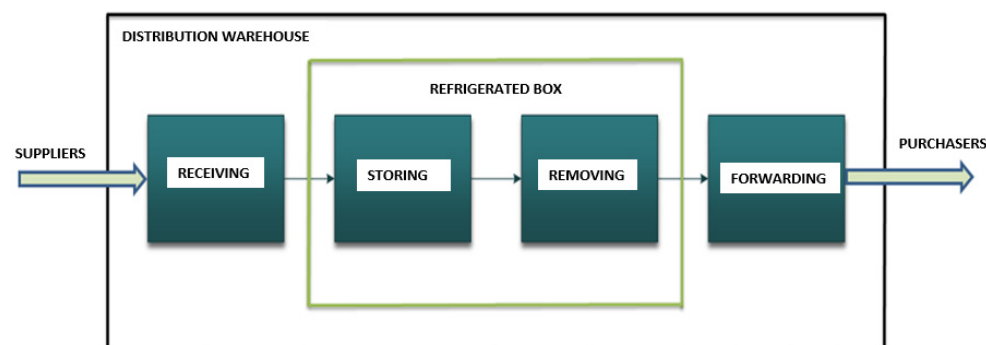 DISTRIBUTION WAREHOUSE
REFRIGERATED BOX
SUPPLIERS
RECEIVING
STORING
REMOVING
FORWARDING
PURCHASERS